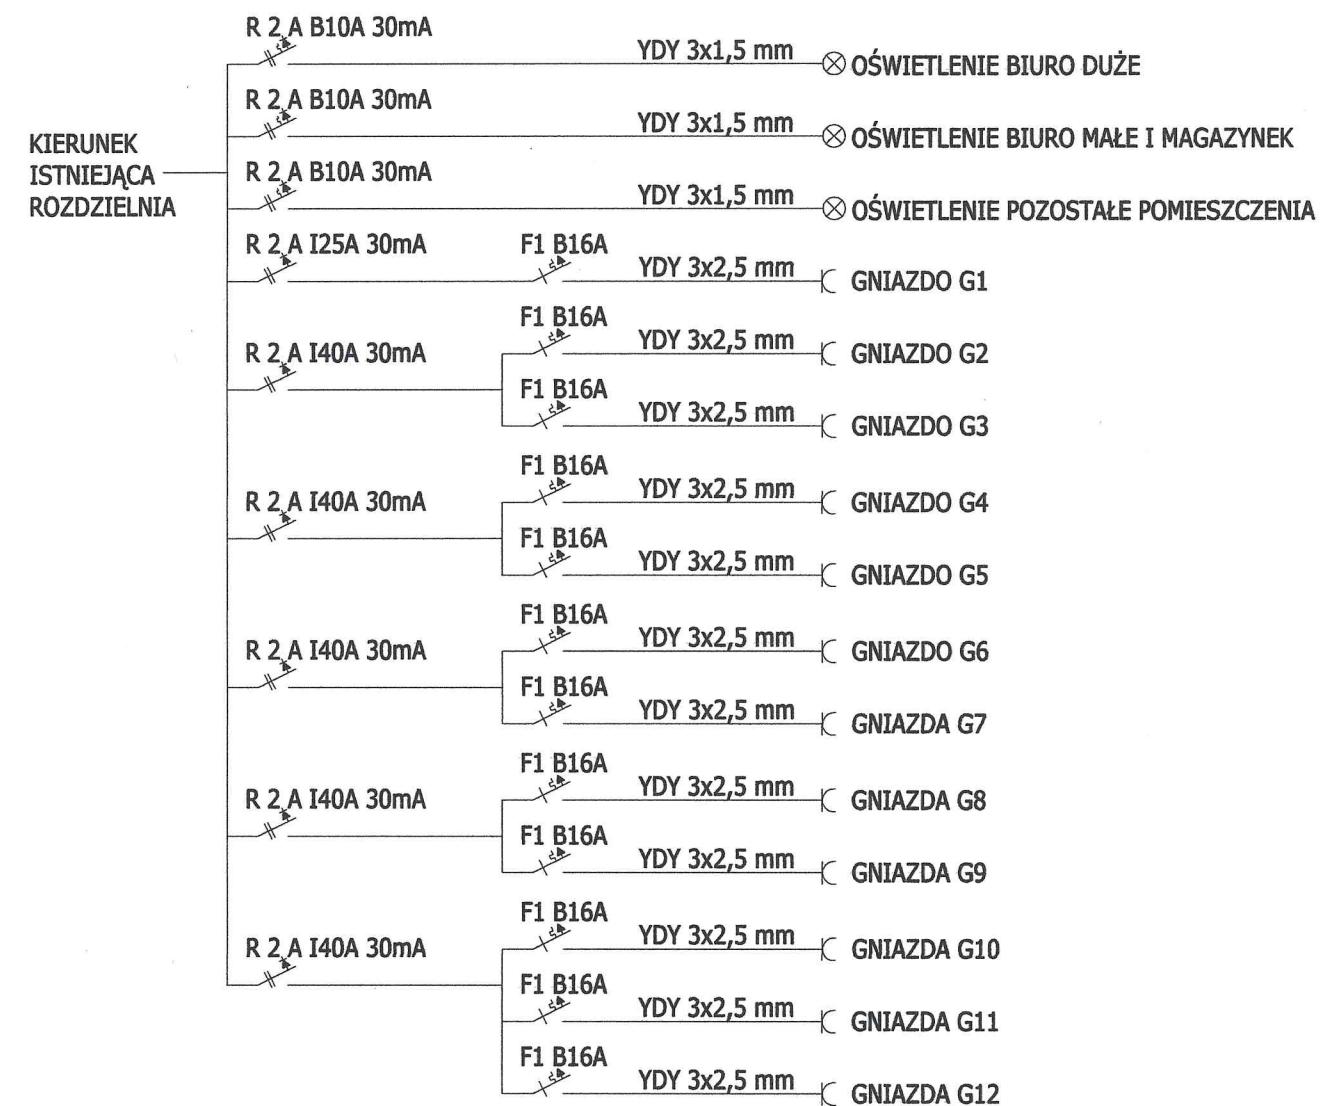 R 2 A B10A 30mA
YDY 3x1,5 mm
OŚWIETLENIE BIURO DUŻE
R 2 A B10A 30mA
YDY 3x1,5 mm
OŚWIETLENIE BIURO MAŁE I MAGAZYNEK
KIERUNEK
ISTNIEJĄCA
ROZDZIELNIA
R 2 A B10A 30mA
YDY 3x1,5 mm
OŚWIETLENIE POZOSTAŁE POMIESZCZENIA
R 2 A I25A 30mA
F1 B16A
YDY 3x2,5 mm
GNIAZDO G1
R 2 A I40A 30mA
F1 B16A
YDY 3x2,5 mm
GNIAZDO G2
F1 B16A
YDY 3x2,5 mm
GNIAZDO G3
R 2 A I40A 30mA
F1 B16A
YDY 3x2,5 mm
GNIAZDO G4
F1 B16A
YDY 3x2,5 mm
GNIAZDO G5
R 2 A I40A 30mA
F1 B16A
YDY 3x2,5 mm
GNIAZDO G6
F1 B16A
YDY 3x2,5 mm
GNIAZDA G7
R 2 A I40A 30mA
F1 B16A
YDY 3x2,5 mm
GNIAZDA G8
F1 B16A
YDY 3x2,5 mm
GNIAZDA G9
R 2 A I40A 30mA
F1 B16A
YDY 3x2,5 mm
GNIAZDA G10
F1 B16A
YDY 3x2,5 mm
GNIAZDA G11
F1 B16A
YDY 3x2,5 mm
GNIAZDA G12